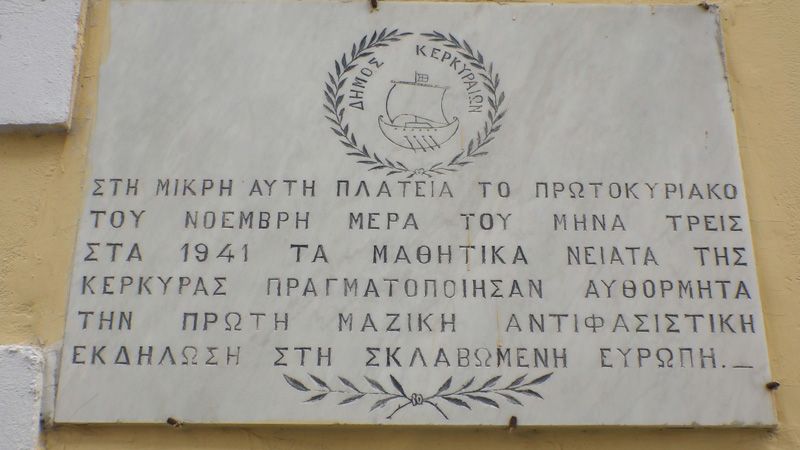 ΔΗΜΟΣ ΚΕΡΚΥΡΑΙΩΝ
ΣΤΗ ΜΙΚΡΗ ΑΥΤΗ ΠΛΑΤΕΙΑ ΤΟ ΠΡΩΤΟΚΥΡΙΑΚΟ
ΤΟΥ ΝΟΕΜΒΡΗ ΜΕΡΑ ΤΟΥ ΜΗΝΑ ΤΡΕΙΣ
ΣΤΑ 1941 ΤΑ ΜΑΘΗΤΙΚΑ ΝΕΙΑΤΑ ΤΗΣ
ΚΕΡΚΥΡΑΣ ΠΡΑΓΜΑΤΟΠΟΙΗΣΑΝ ΑΥΘΟΡΜΗΤΑ
ΤΗΝ ΠΡΩΤΗ ΜΑΖΙΚΗ ΑΝΤΙΦΑΣΙΣΤΙΚΗ
ΕΚΔΗΛΩΣΗ ΣΤΗ ΣΚΛΑΒΩΜΕΝΗ ΕΥΡΩΠΗ._